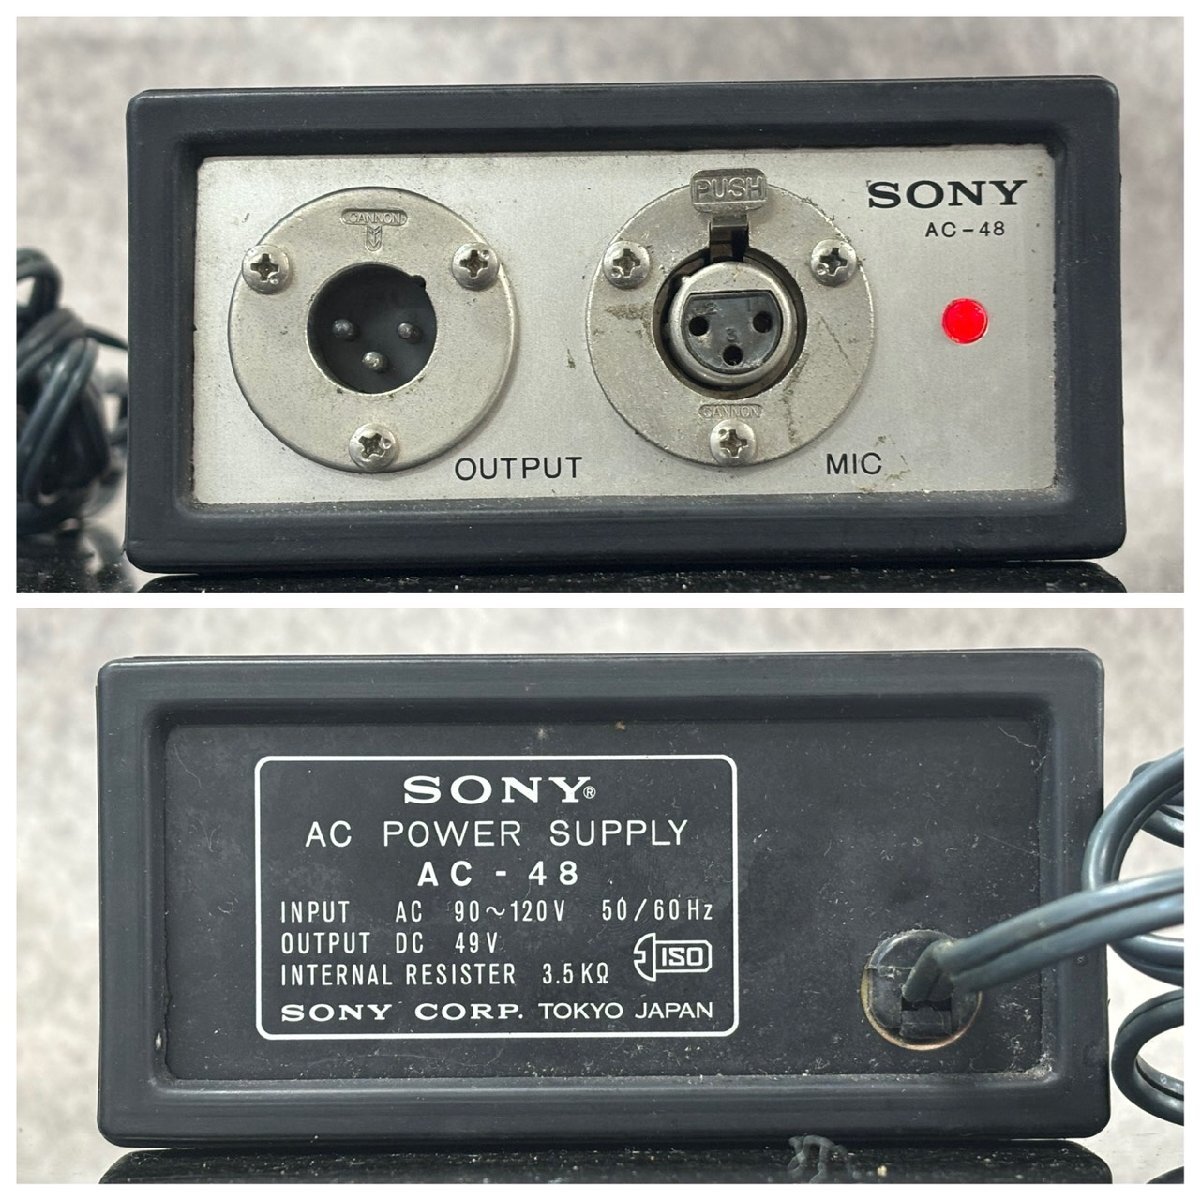 CANNON
PUSH
SONY
AC-48
3
CANNON
OUTPUT
MIC
SONY®
AC POWER SUPPLY
AC - 48
INPUT AC 90~120V 50/60Hz
OUTPUT DC 49V
INTERNAL RESISTER 3.5KΩ
ISO
SONY CORP. TOKYO JAPAN